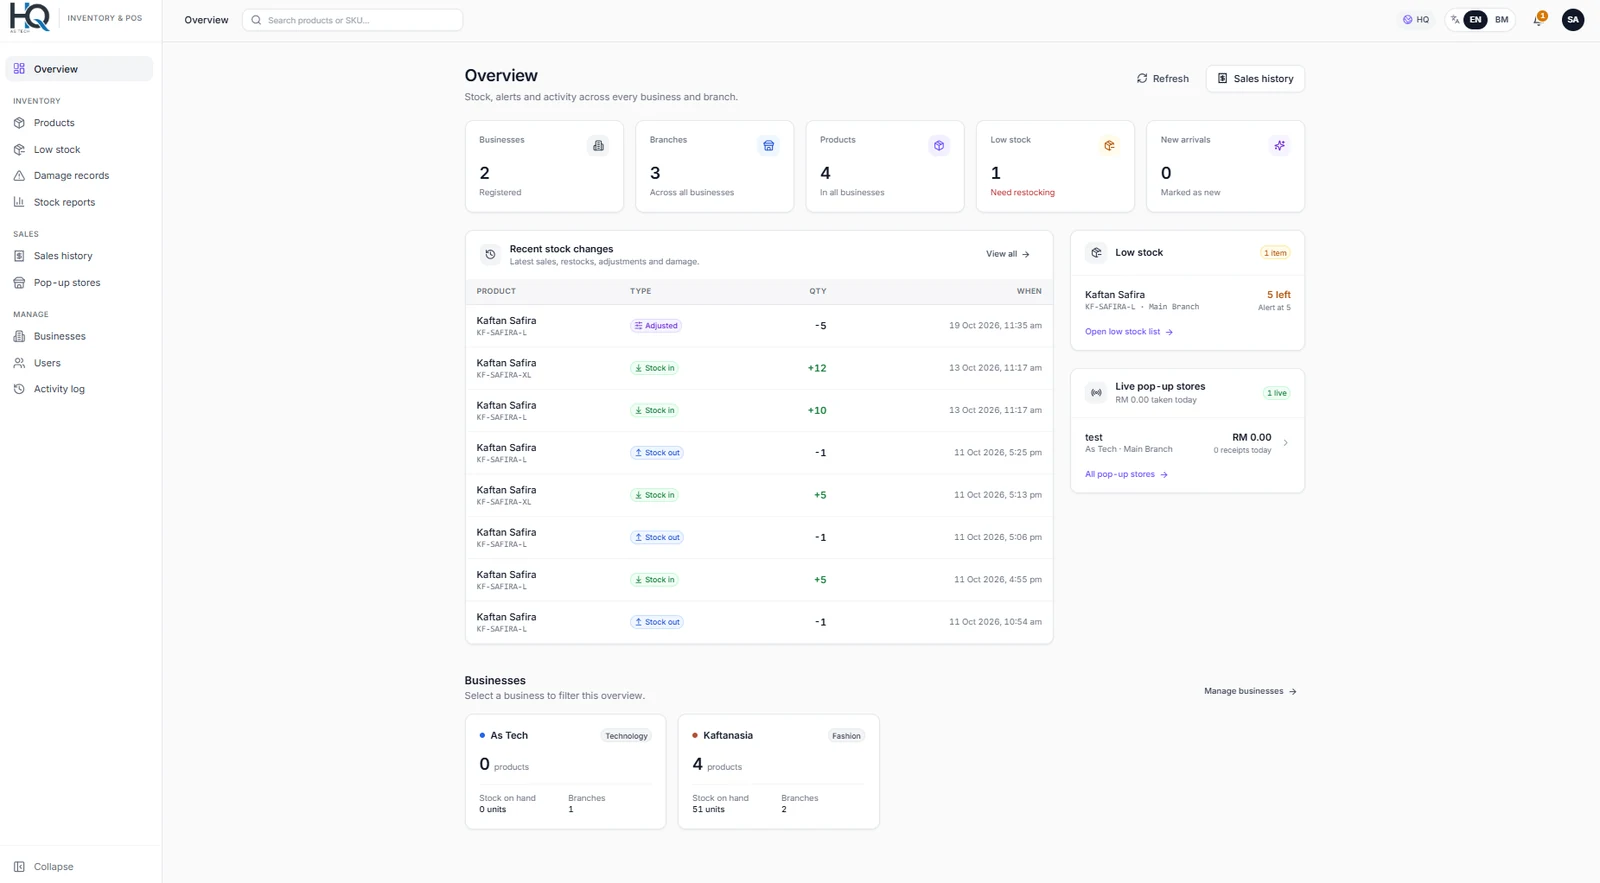 HQ
AS TECH
INVENTORY & POS
Overview
Search products or SKU...
HQ
EN
BM
1
SA
Overview
INVENTORY
Products
Low stock
Damage records
Stock reports
SALES
Sales history
Pop-up stores
MANAGE
Businesses
Users
Activity log
Collapse
Overview
Stock, alerts and activity across every business and branch.
Refresh
Sales history
Businesses
2
Registered
Branches
3
Across all businesses
Products
4
In all businesses
Low stock
1
Need restocking
New arrivals
0
Marked as new
Recent stock changes
Latest sales, restocks, adjustments and damage.
View all
PRODUCT TYPE QTY WHEN
Kaftan Safira Adjusted -5 19 Oct 2026, 11:35 am
KF-SAFIRA-L
Kaftan Safira Stock in +12 13 Oct 2026, 11:17 am
KF-SAFIRA-XL
Kaftan Safira Stock in +10 13 Oct 2026, 11:17 am
KF-SAFIRA-L
Kaftan Safira Stock out -1 11 Oct 2026, 5:25 pm
KF-SAFIRA-L
Kaftan Safira Stock in +5 11 Oct 2026, 5:13 pm
KF-SAFIRA-XL
Kaftan Safira Stock out -1 11 Oct 2026, 5:06 pm
KF-SAFIRA-L
Kaftan Safira Stock in +5 11 Oct 2026, 4:55 pm
KF-SAFIRA-L
Kaftan Safira Stock out -1 11 Oct 2026, 10:54 am
KF-SAFIRA-L
Low stock
1 item
Kaftan Safira 5 left
KF-SAFIRA-L · Main Branch Alert at 5
Open low stock list
Live pop-up stores
RM 0.00 taken today
1 live
test RM 0.00
As Tech · Main Branch 0 receipts today
All pop-up stores
Businesses
Select a business to filter this overview.
Manage businesses
As Tech Technology
0 products
Stock on hand Branches
0 units 1
Kaftanasia Fashion
4 products
Stock on hand Branches
51 units 2